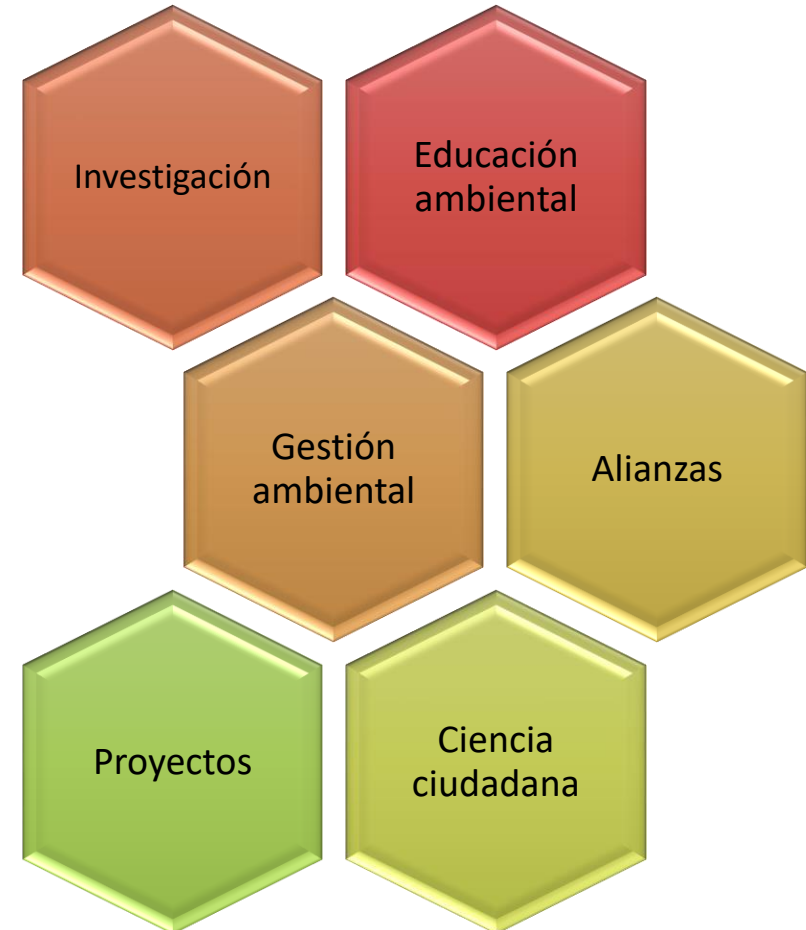 Investigación
Educación
ambiental
Gestión
ambiental
Alianzas
Proyectos
Ciencia
ciudadana